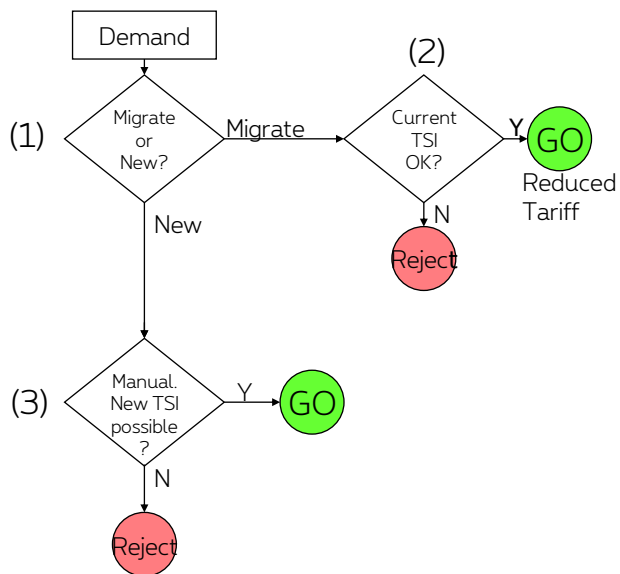 Demand
(2)
(1)
Migrate
or
New?
Migrate
Current
TSI
OK?
Y
GO
Reduced
Tariff
N
Reject
New
(3)
Manual.
New TSI
possible
?
Y
GO
N
Reject